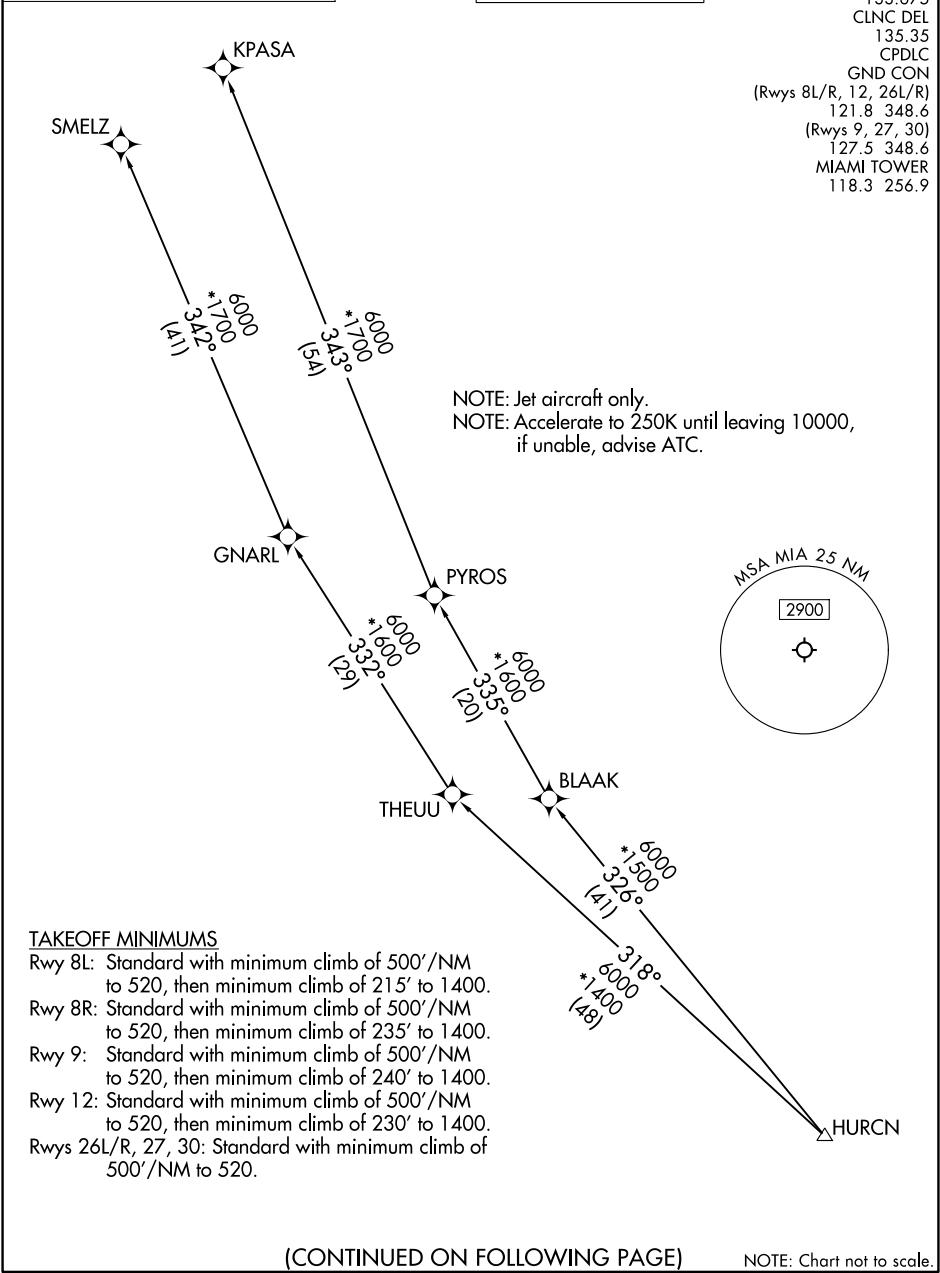 CLNC DEL
135.35
CPDLC
GND CON
(Rwys 8L/R, 12, 26L/R)
121.8 348.6
(Rwys 9, 27, 30)
127.5 348.6
MIAMI TOWER
118.3 256.9
KPASA
SMELZ
6000
*1700
342°
(41)
6000
*1700
343°
(54)
NOTE: Jet aircraft only.
NOTE: Accelerate to 250K until leaving 10000,
if unable, advise ATC.
GNARL
PYROS
MSA MIA 25 NM
2900
6000
*1600
332°
(29)
6000
*1600
335°
(20)
THEUU
BLAAK
6000
*1500
326°
(41)
318°
6000
*1400
(48)
HURCN
TAKEOFF MINIMUMS
Rwy 8L: Standard with minimum climb of 500'/NM
to 520, then minimum climb of 215' to 1400.
Rwy 8R: Standard with minimum climb of 500'/NM
to 520, then minimum climb of 235' to 1400.
Rwy 9: Standard with minimum climb of 500'/NM
to 520, then minimum climb of 240' to 1400.
Rwy 12: Standard with minimum climb of 500'/NM
to 520, then minimum climb of 230' to 1400.
Rwys 26L/R, 27, 30: Standard with minimum climb of
500'/NM to 520.
(CONTINUED ON FOLLOWING PAGE)
NOTE: Chart not to scale.